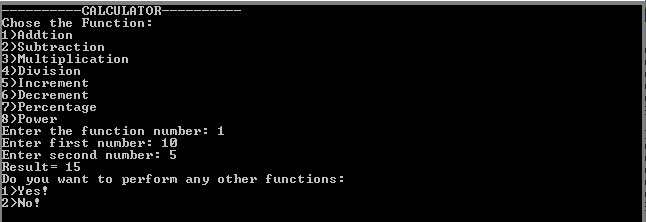 ----------CALCULATOR----------
Chose the Function:
1)Addtion
2)Subtraction
3)Multiplication
4)Division
5)Increment
6)Decrement
7)Percentage
8)Power
Enter the function number: 1
Enter first number: 10
Enter second number: 5
Result= 15
Do you want to perform any other functions:
1)Yes!
2)No!